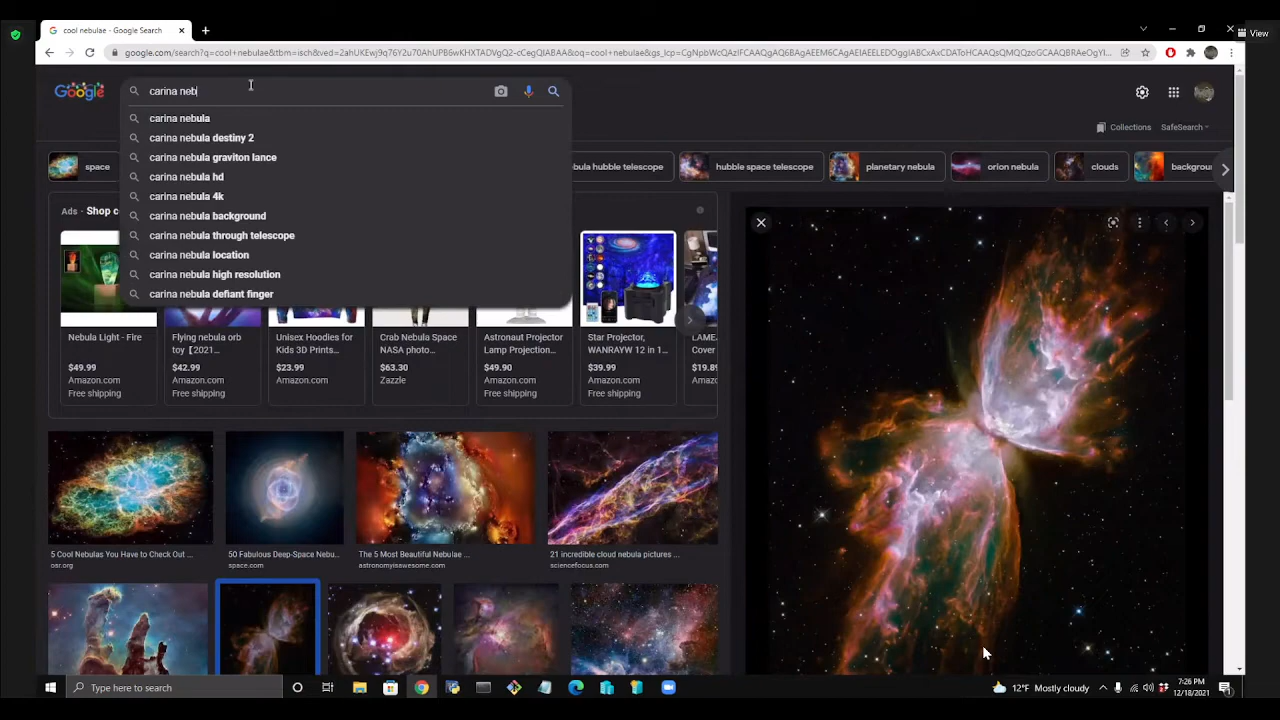 cool nebulae - Google Search
View
google.com/search?q=cool+nebulae&tbm=isch&ved=2ahUKEwj9q76Y2u70AhUPB6wKHXTADVgQ2-cCegQIABAA&oq=cool+nebulae&gs_lcp=
Google
carina neb
carina nebula
carina nebula destiny 2
carina nebula graviton lance
carina nebula hd
carina nebula 4k
carina nebula background
carina nebula through telescope
carina nebula location
carina nebula high resolution
carina nebula defiant finger
Collections
SafeSearch
space
ula hubble telescope
hubble space telescope
planetary nebula
orion nebula
clouds
backgrou
Ads - Shop c
Nebula Light - Fire
$49.99
Amazon.com
Free shipping
Flying nebula orb
toy【2021...
$42.99
Amazon.com
Free shipping
Unisex Hoodies for
Kids 3D Prints...
$23.99
Amazon.com
Free shipping
Crab Nebula Space
NASA photo...
$63.30
Zazzle
Astronaut Projector
Lamp Projection...
$49.90
Amazon.com
Free shipping
Star Projector,
WANRAYW 12 in 1...
$39.99
Amazon.com
Free shipping
LAMEA
Cover
$19.89
Amazo
Free sh
5 Cool Nebulas You Have to Check Out ...
osr.org
50 Fabulous Deep-Space Nebu...
space.com
The 5 Most Beautiful Nebulae ...
astronomyisawesome.com
21 incredible cloud nebula pictures ...
sciencefocus.com
Type here to search
12°F Mostly cloudy
7:26 PM
12/18/2021